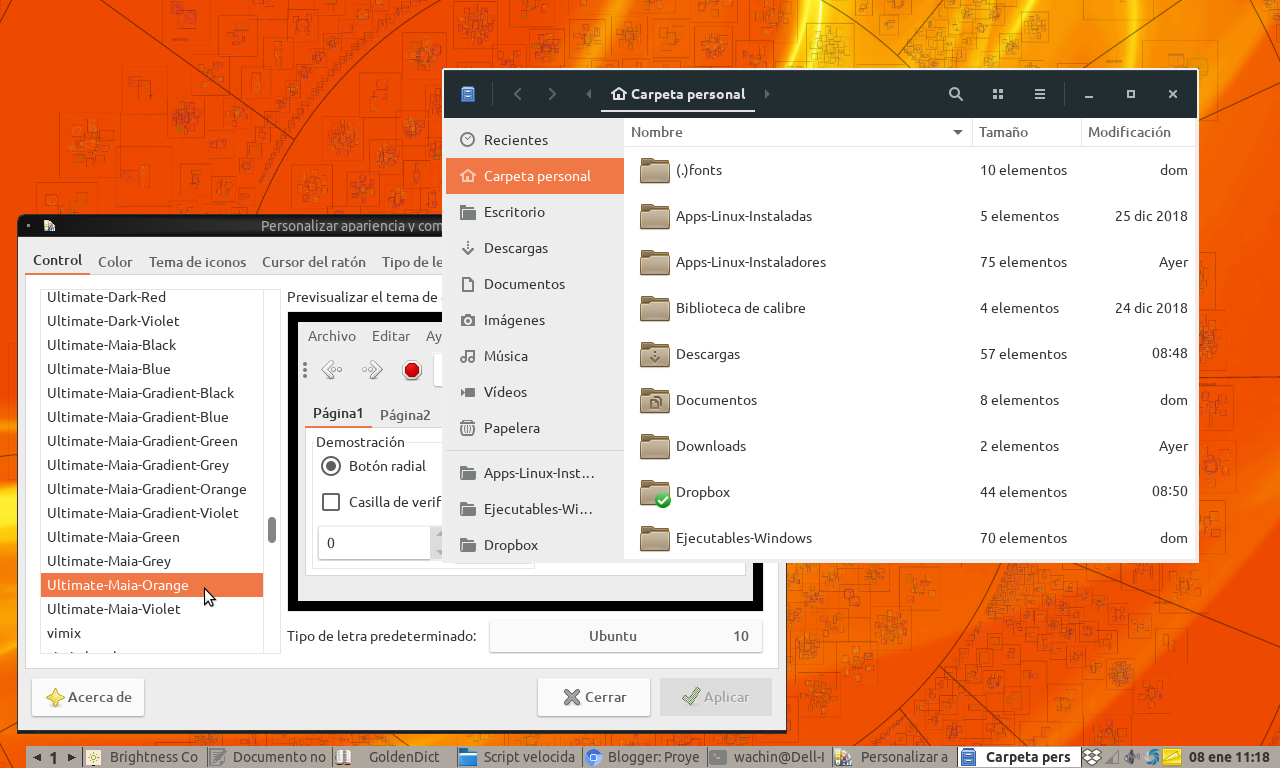 Carpeta personal
Nombre Tamaño Modificación
Recientes
Carpeta personal
Escritorio
Descargas
Documentos
Imágenes
Música
Vídeos
Papelera
Apps-Linux-Inst...
Ejecutables-Wi...
Dropbox
(.)fonts 10 elementos dom
Apps-Linux-Instaladas 5 elementos 25 dic 2018
Apps-Linux-Instaladores 75 elementos Ayer
Biblioteca de calibre 4 elementos 24 dic 2018
Descargas 57 elementos 08:48
Documentos 8 elementos dom
Downloads 2 elementos Ayer
Dropbox 44 elementos 08:50
Ejecutables-Windows 70 elementos dom
Personalizar apariencia y com
Control Color Tema de iconos Cursor del ratón Tipo de le
Ultimate-Dark-Red
Ultimate-Dark-Violet
Ultimate-Maia-Black
Ultimate-Maia-Blue
Ultimate-Maia-Gradient-Black
Ultimate-Maia-Gradient-Blue
Ultimate-Maia-Gradient-Green
Ultimate-Maia-Gradient-Grey
Ultimate-Maia-Gradient-Orange
Ultimate-Maia-Gradient-Violet
Ultimate-Maia-Green
Ultimate-Maia-Grey
Ultimate-Maia-Orange
Ultimate-Maia-Violet
vimix
Previsualizar el tema de
Archivo Editar Ay
Página1 Página2
Demostración
Botón radial
Casilla de verif
0
Tipo de letra predeterminado: Ubuntu 10
Acerca de Cerrar Aplicar
1 Brightness Co Documento no GoldenDict Script velocida Blogger: Proye wachin@Dell-I Personalizar a Carpeta pers 08 ene 11:18